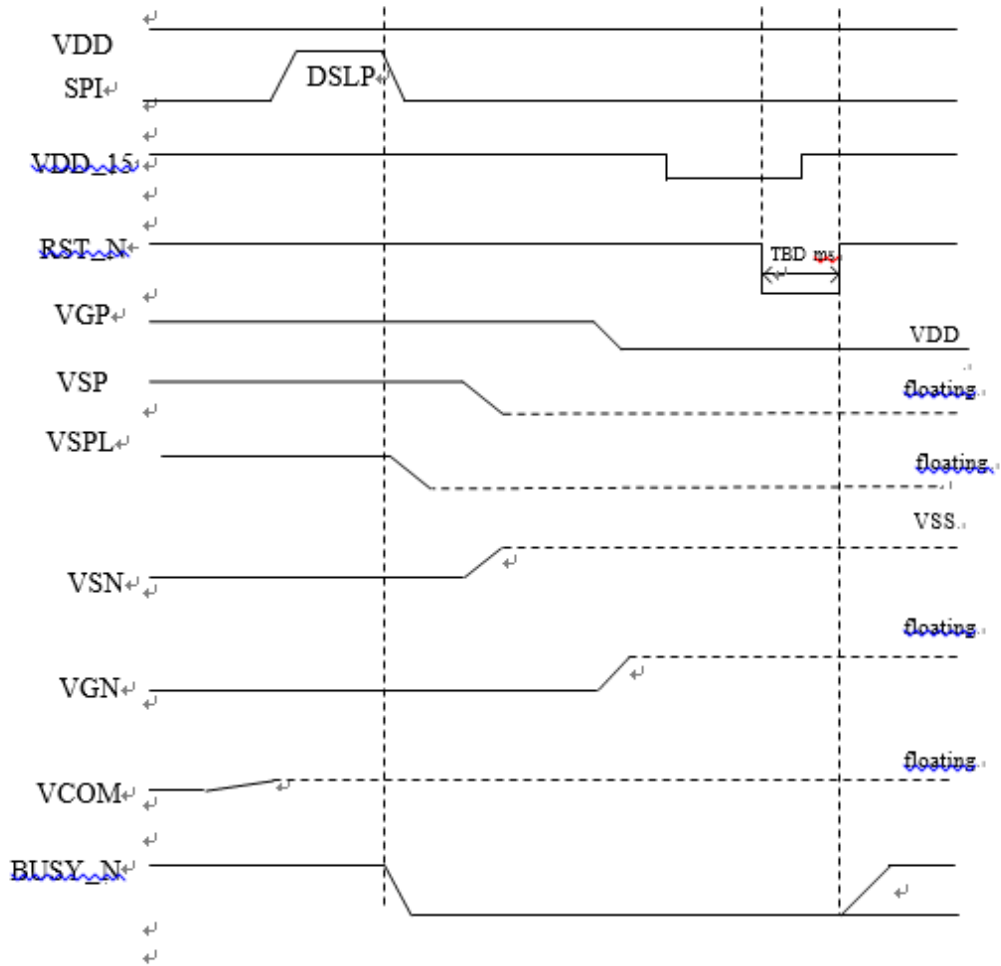 VDD
SPI
DSLP
VDD_15
RST_N
TBD ms
VGP
VDD
VSP
floating
VSPL
floating
VSS
VSN
floating
VGN
floating
VCOM
BUSY_N